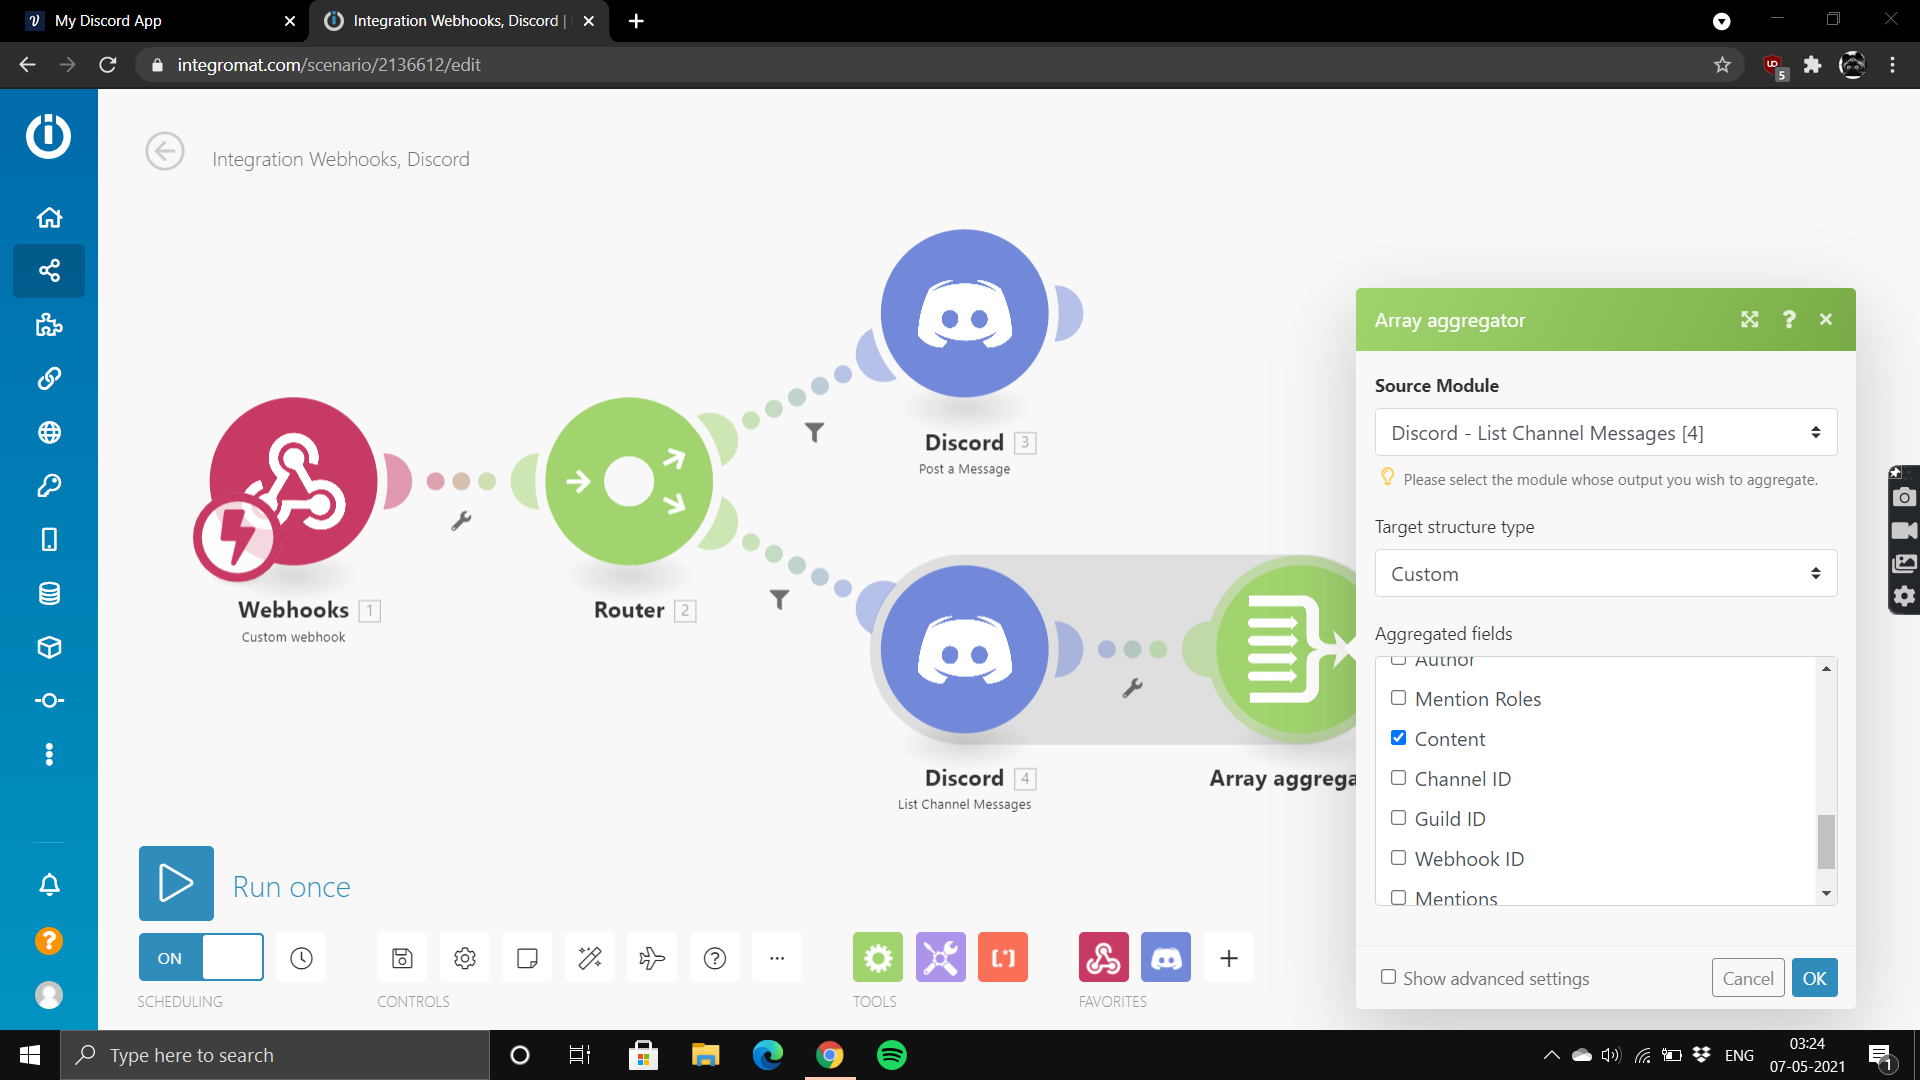 My Discord App
Integration Webhooks, Discord |
integromat.com/scenario/2136612/edit
5
Integration Webhooks, Discord
Discord 3
Post a Message
Webhooks 1
Custom webhook
Router 2
Discord 4
List Channel Messages
Array aggrega
Array aggregator
Source Module
Discord - List Channel Messages [4]
Please select the module whose output you wish to aggregate.
Target structure type
Custom
Aggregated fields
Author
Mention Roles
Content
Channel ID
Guild ID
Webhook ID
Mentions
Show advanced settings
Cancel
OK
Run once
ON
SCHEDULING
CONTROLS
TOOLS
FAVORITES
Type here to search
ENG
03:24
07-05-2021
1